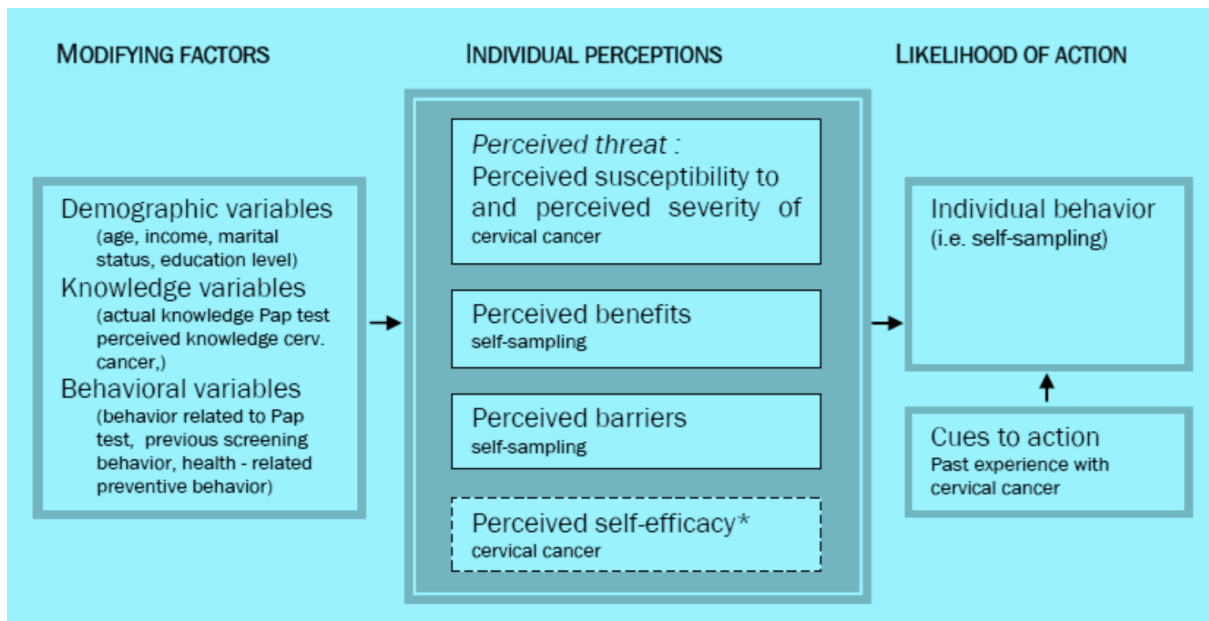 MODIFYING FACTORS
INDIVIDUAL PERCEPTIONS
LIKELIHOOD OF ACTION
Demographic variables
(age, income, marital
status, education level)
Knowledge variables
(actual knowledge Pap test
perceived knowledge cerv.
cancer,)
Behavioral variables
(behavior related to Pap
test, previous screening
behavior, health - related
preventive behavior)
Perceived threat :
Perceived susceptibility to
and perceived severity of
cervical cancer
Perceived benefits
self-sampling
Perceived barriers
self-sampling
Perceived self-efficacy*
cervical cancer
Individual behavior
(i.e. self-sampling)
Cues to action
Past experience with
cervical cancer